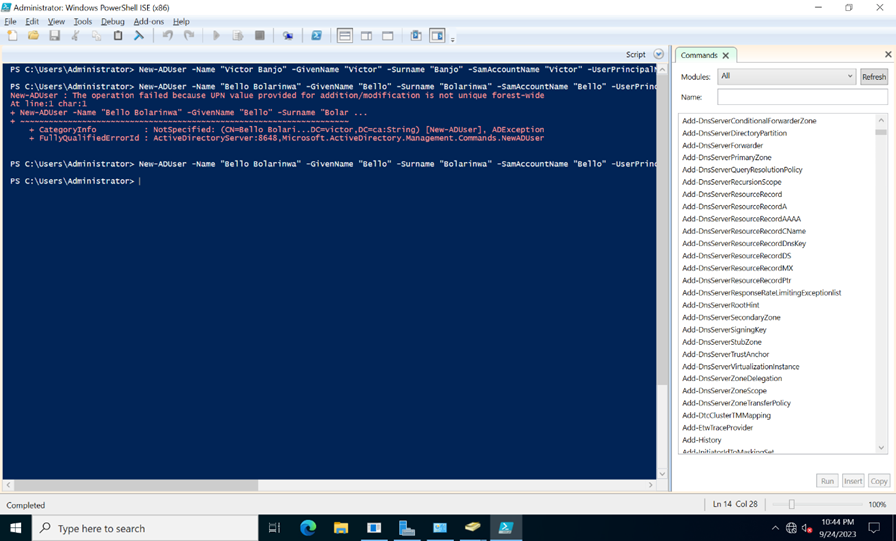 Administrator: Windows PowerShell ISE (x86)
File Edit View Tools Debug Add-ons Help
Script
PS C:\Users\Administrator> New-ADUser -Name "Victor Banjo" -GivenName "Victor" -Surname "Banjo" -SamAccountName "Victor" -UserPrincipalN
PS C:\Users\Administrator> New-ADUser -Name "Bello Bolarinwa" -GivenName "Bello" -Surname "Bolarinwa" -SamAccountName "Bello" -UserPrinc
New-ADUser : The operation failed because UPN value provided for addition/modification is not unique forest-wide
At line:1 char:1
+ New-ADUser -Name "Bello Bolarinwa" -GivenName "Bello" -Surname "Bolar ...
+ ~~~~~~~~~~~~~~~~~~~~~~~~~~~~~~~~~~~~~~~~~~~~~~~~~~~~~~~~~~~~~~~~~~~~~
+ CategoryInfo : NotSpecified: (CN=Bello Bolari...DC=victor,DC=ca:String) [New-ADUser], ADException
+ FullyQualifiedErrorId : ActiveDirectoryServer:8648,Microsoft.ActiveDirectory.Management.Commands.NewADUser
PS C:\Users\Administrator> New-ADUser -Name "Bello Bolarinwa" -GivenName "Bello" -Surname "Bolarinwa" -SamAccountName "Bello" -UserPrinc
PS C:\Users\Administrator>
Commands
Modules: All Refresh
Name:
Add-DnsServerConditionalForwarderZone
Add-DnsServerDirectoryPartition
Add-DnsServerForwarder
Add-DnsServerPrimaryZone
Add-DnsServerQueryResolutionPolicy
Add-DnsServerRecursionScope
Add-DnsServerResourceRecord
Add-DnsServerResourceRecordA
Add-DnsServerResourceRecordAAAA
Add-DnsServerResourceRecordCName
Add-DnsServerResourceRecordDnsKey
Add-DnsServerResourceRecordDS
Add-DnsServerResourceRecordMX
Add-DnsServerResourceRecordPtr
Add-DnsServerResponseRateLimitingExceptionlist
Add-DnsServerRootHint
Add-DnsServerSecondaryZone
Add-DnsServerSigningKey
Add-DnsServerStubZone
Add-DnsServerTrustAnchor
Add-DnsServerVirtualizationInstance
Add-DnsServerZoneDelegation
Add-DnsServerZoneScope
Add-DnsServerZoneTransferPolicy
Add-DtcClusterTMMapping
Add-EtwTraceProvider
Add-History
Add-InitiatorIdToMaskingSet
Run Insert Copy
Completed
Ln 14 Col 28
100%
Type here to search
10:44 PM
9/24/2023